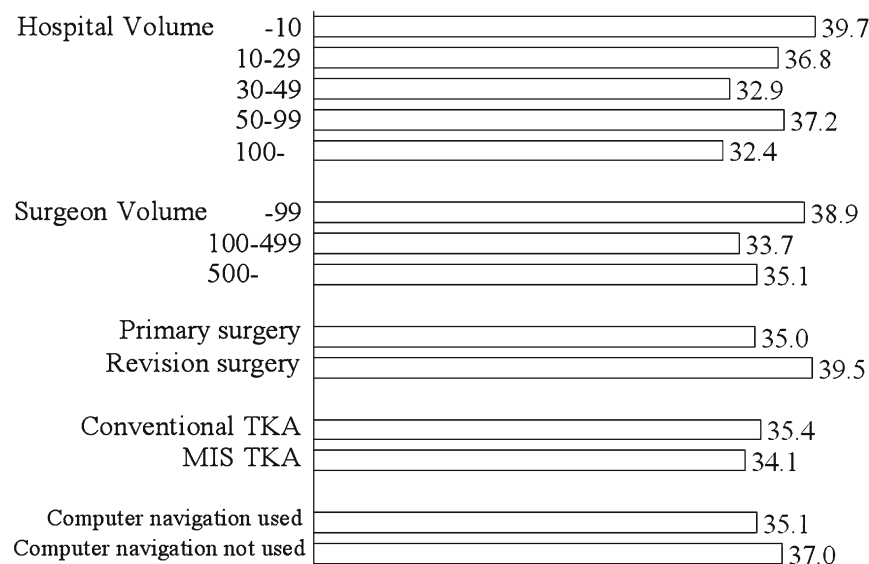 Hospital Volume -10 39.7
10-29 36.8
30-49 32.9
50-99 37.2
100- 32.4
Surgeon Volume -99 38.9
100-499 33.7
500- 35.1
Primary surgery 35.0
Revision surgery 39.5
Conventional TKA 35.4
MIS TKA 34.1
Computer navigation used 35.1
Computer navigation not used 37.0